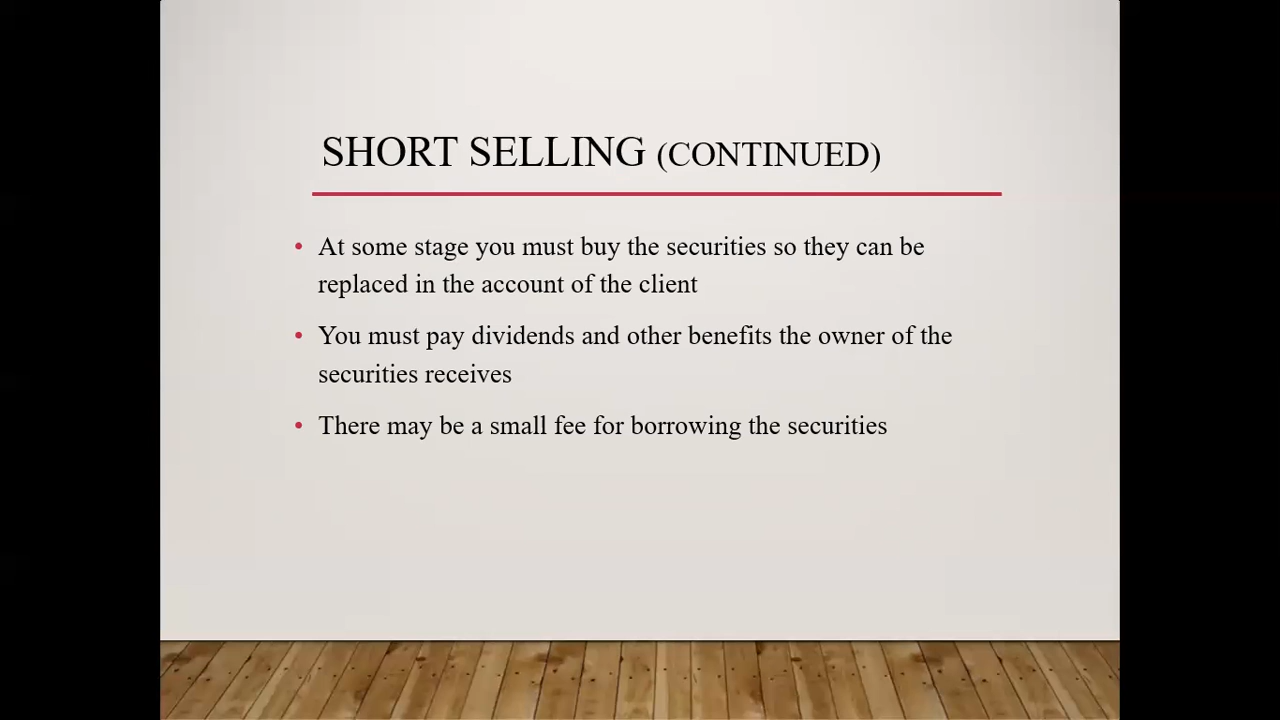 SHORT SELLING (CONTINUED)
• At some stage you must buy the securities so they can be
replaced in the account of the client
• You must pay dividends and other benefits the owner of the
securities receives
• There may be a small fee for borrowing the securities